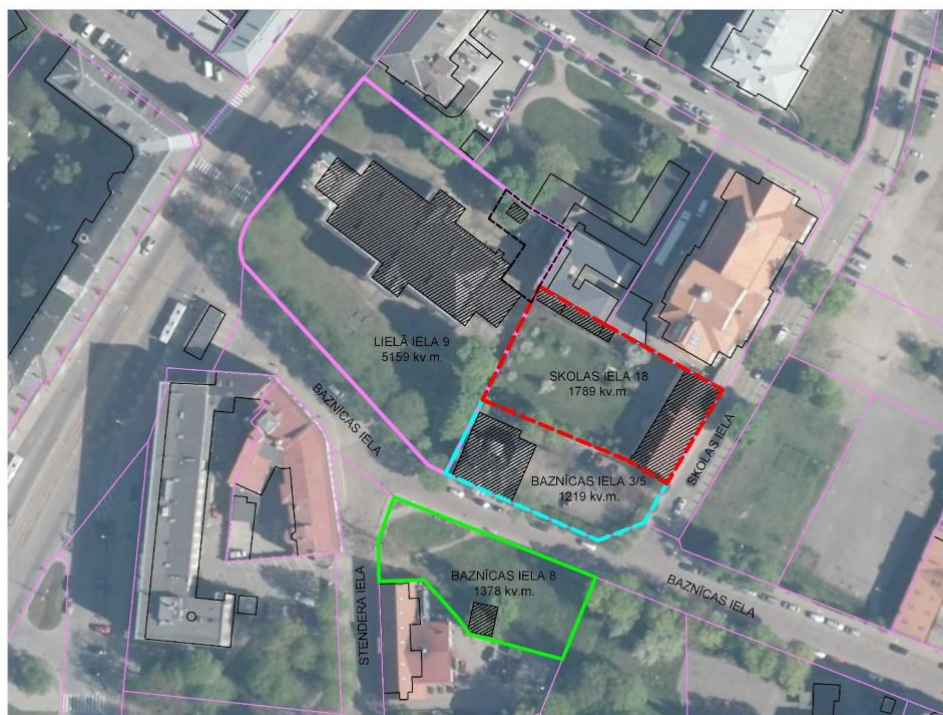 LIELĀ IELA 9
5159 kv.m.
SKOLAS IELA 18
1789 kv.m.
BAZNĪCAS IELA
SKOLAS IELA
BAZNĪCAS IELA 3/5
1219 kv.m.
BAZNĪCAS IELA 8
1378 kv.m.
BAZNĪCAS IELA
STENDERA IELA